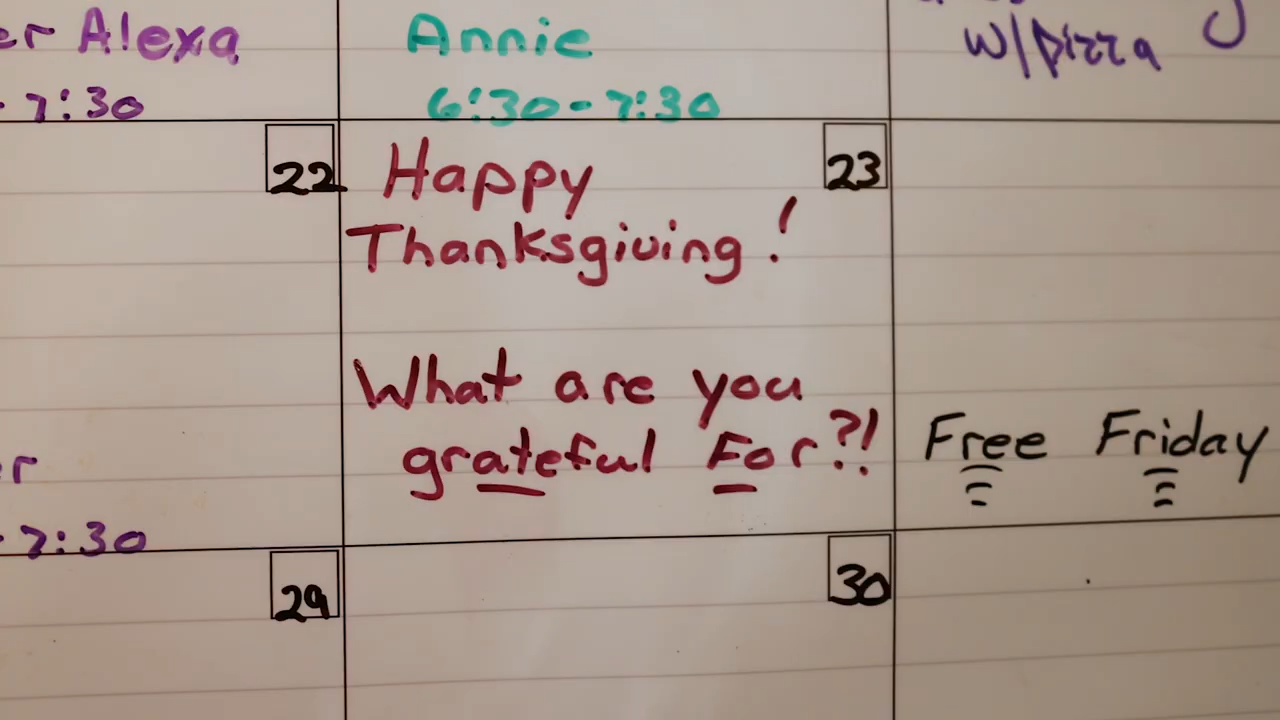 er Alexa
- 7:30
Annie
6:30-7:30
w/pizza
22
Happy
Thanksgiving!
23
What are you
grateful For?!
Free Friday
r
- 7:30
29
30